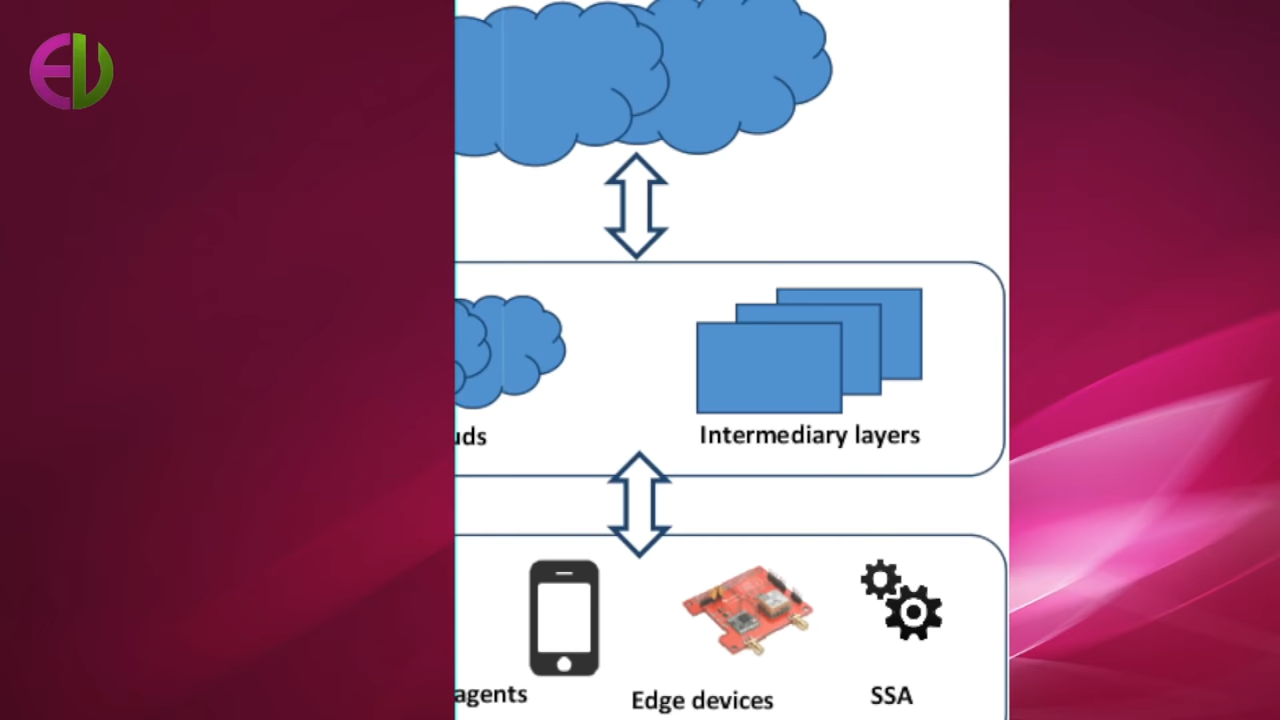 uds
Intermediary layers
agents
Edge devices
SSA